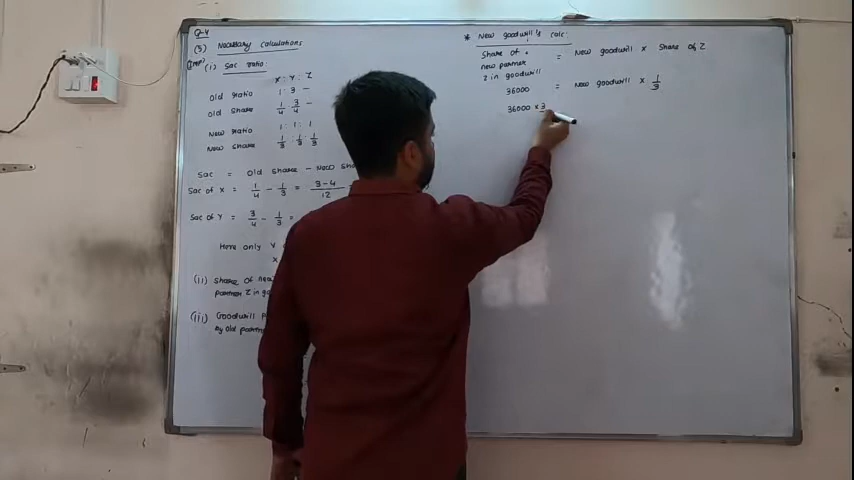 Q-4
(3) Necessary calculations
(i) Sac ratio:
X : Y : Z
Old ratio 1 : 3 -
Old share 1/4 : 3/4 -
New ratio 1 : 1 : 1
New share 1/3 : 1/3 : 1/3
Sac = Old share - New sha
Sac of X = 1/4 - 1/3 = 3-4/12
Sac of Y = 3/4 - 1/3 =
Here only Y
X
(ii) Share of new
partner Z in go
(iii) Goodwill P
by old partn
* New goodwill's calc:
Share of
new partner
Z in goodwill = New goodwill × Share of Z
36000 = New goodwill × 1/3
36000 × 3